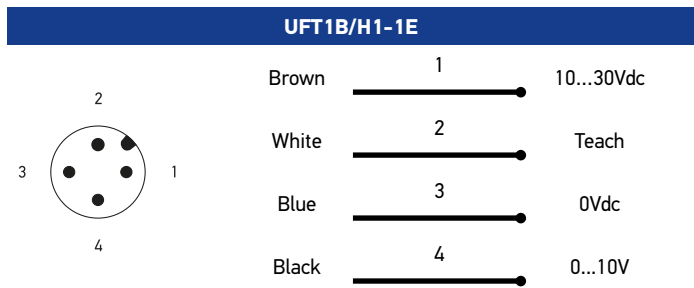 UFT1B/H1-1E
Brown 1 10...30Vdc
2
White 2 Teach
3 1
Blue 3 0Vdc
4
Black 4 0...10V